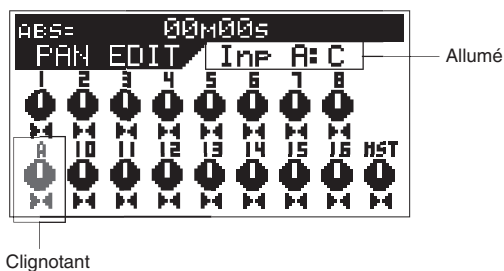 ABS= 00M00S
PAN EDIT Inp A: C
Allumé
1 2 3 4 5 6 7 8
A 10 11 12 13 14 15 16 MST
Clignotant